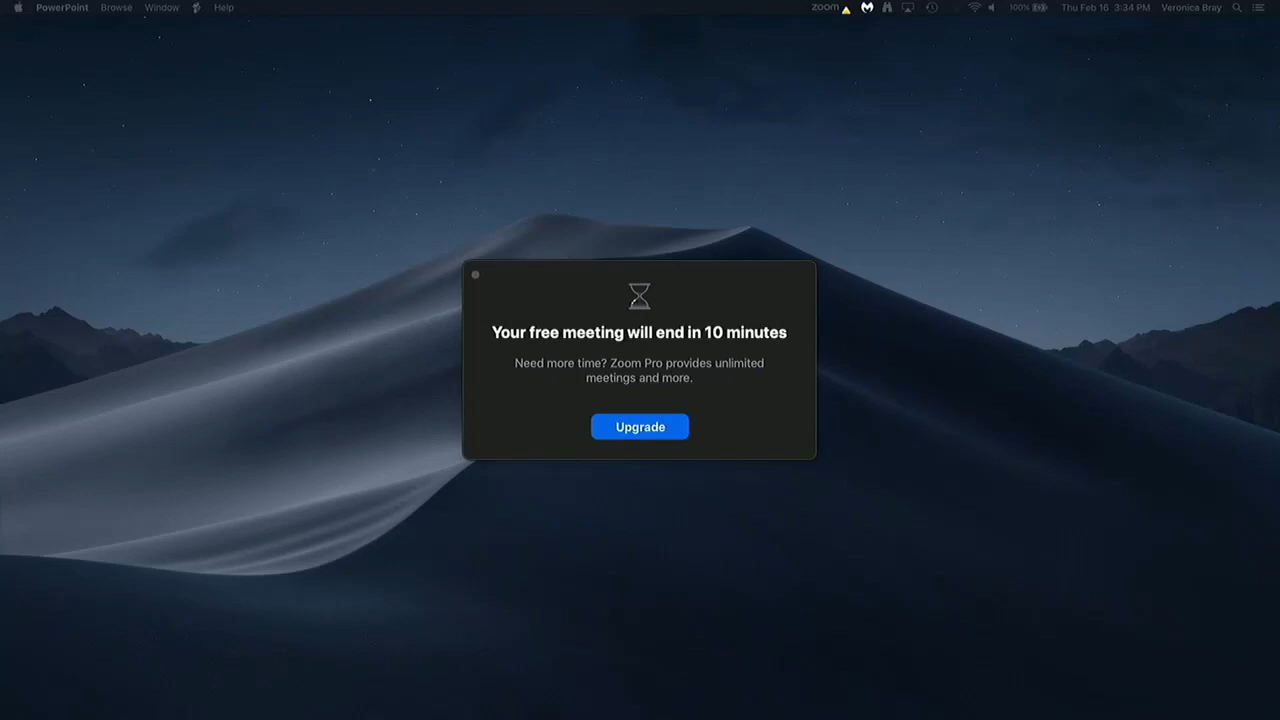 PowerPoint Browse Window Help zoom 100% Thu Feb 16 3:34 PM Veronica Bray
Your free meeting will end in 10 minutes
Need more time? Zoom Pro provides unlimited
meetings and more.
Upgrade